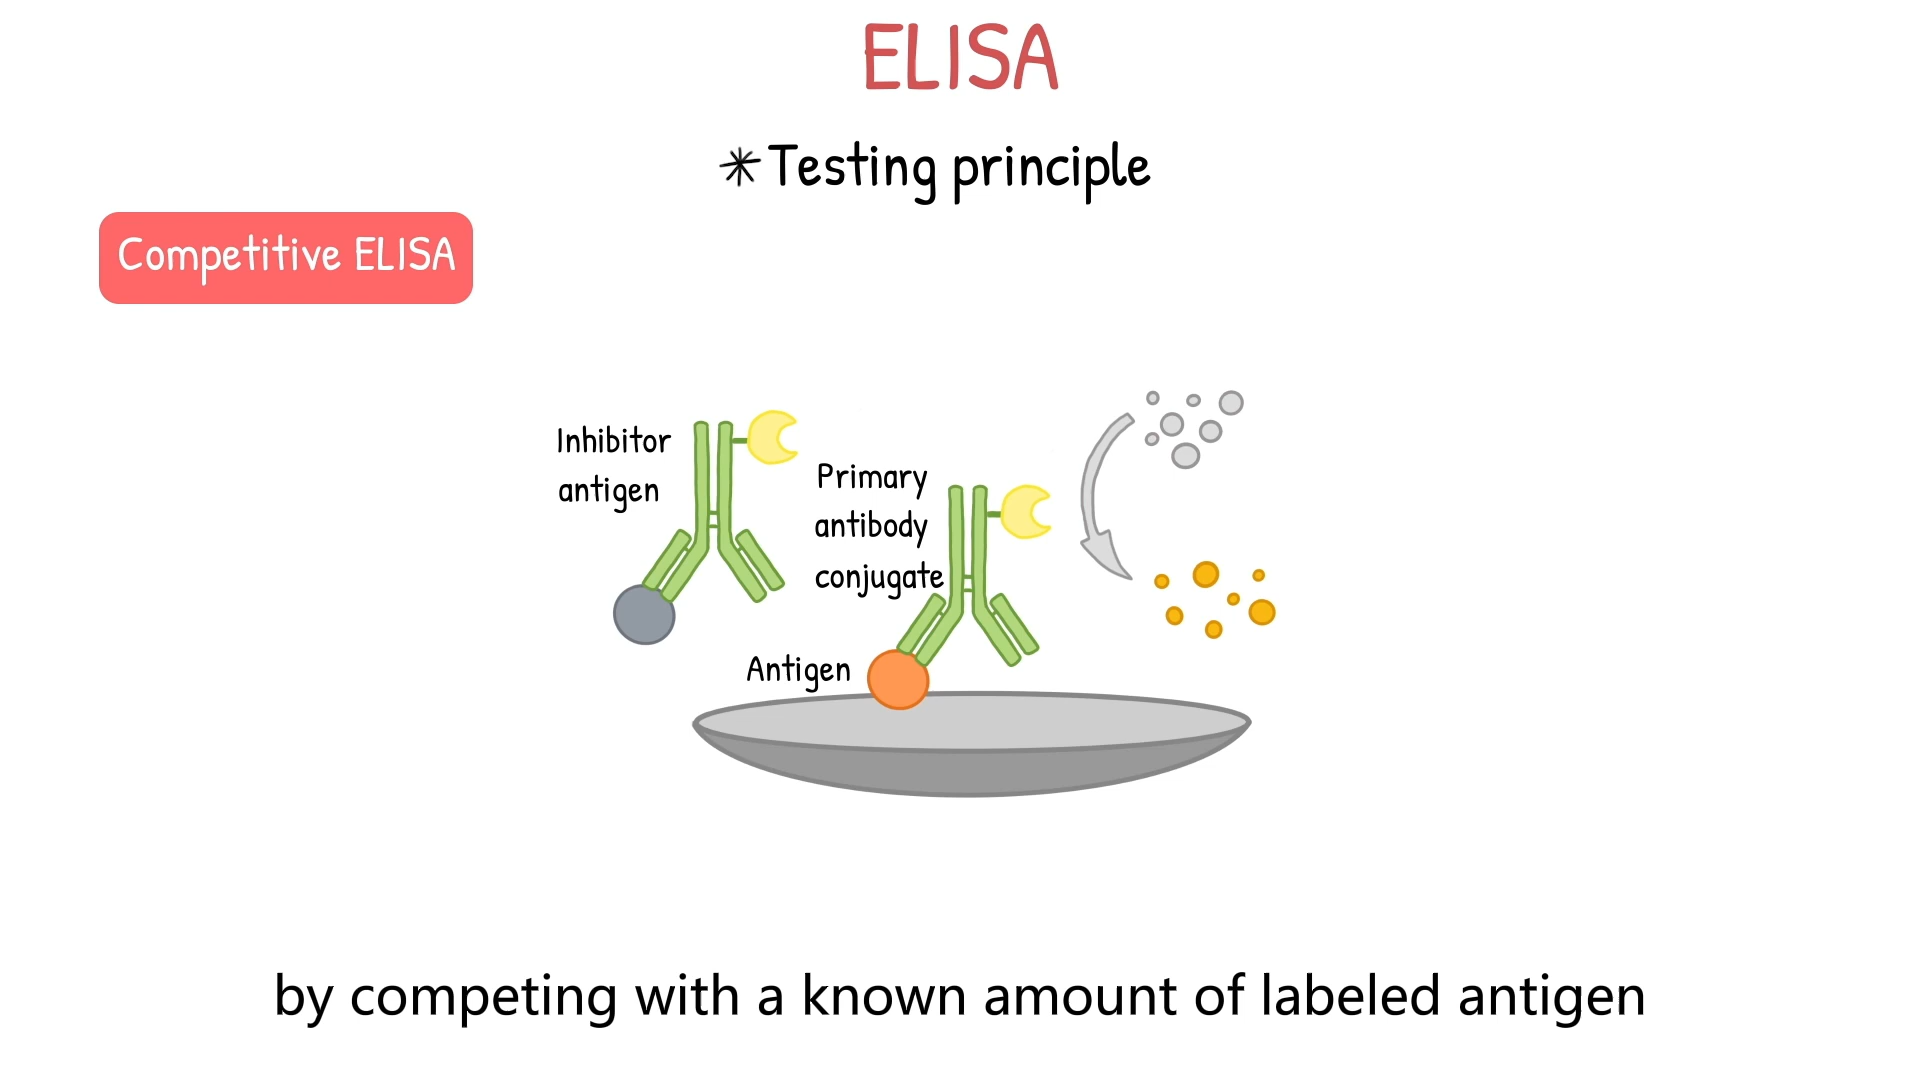 ELISA
✳Testing principle
Competitive ELISA
Inhibitor
antigen
Primary
antibody
conjugate
Antigen
by competing with a known amount of labeled antigen